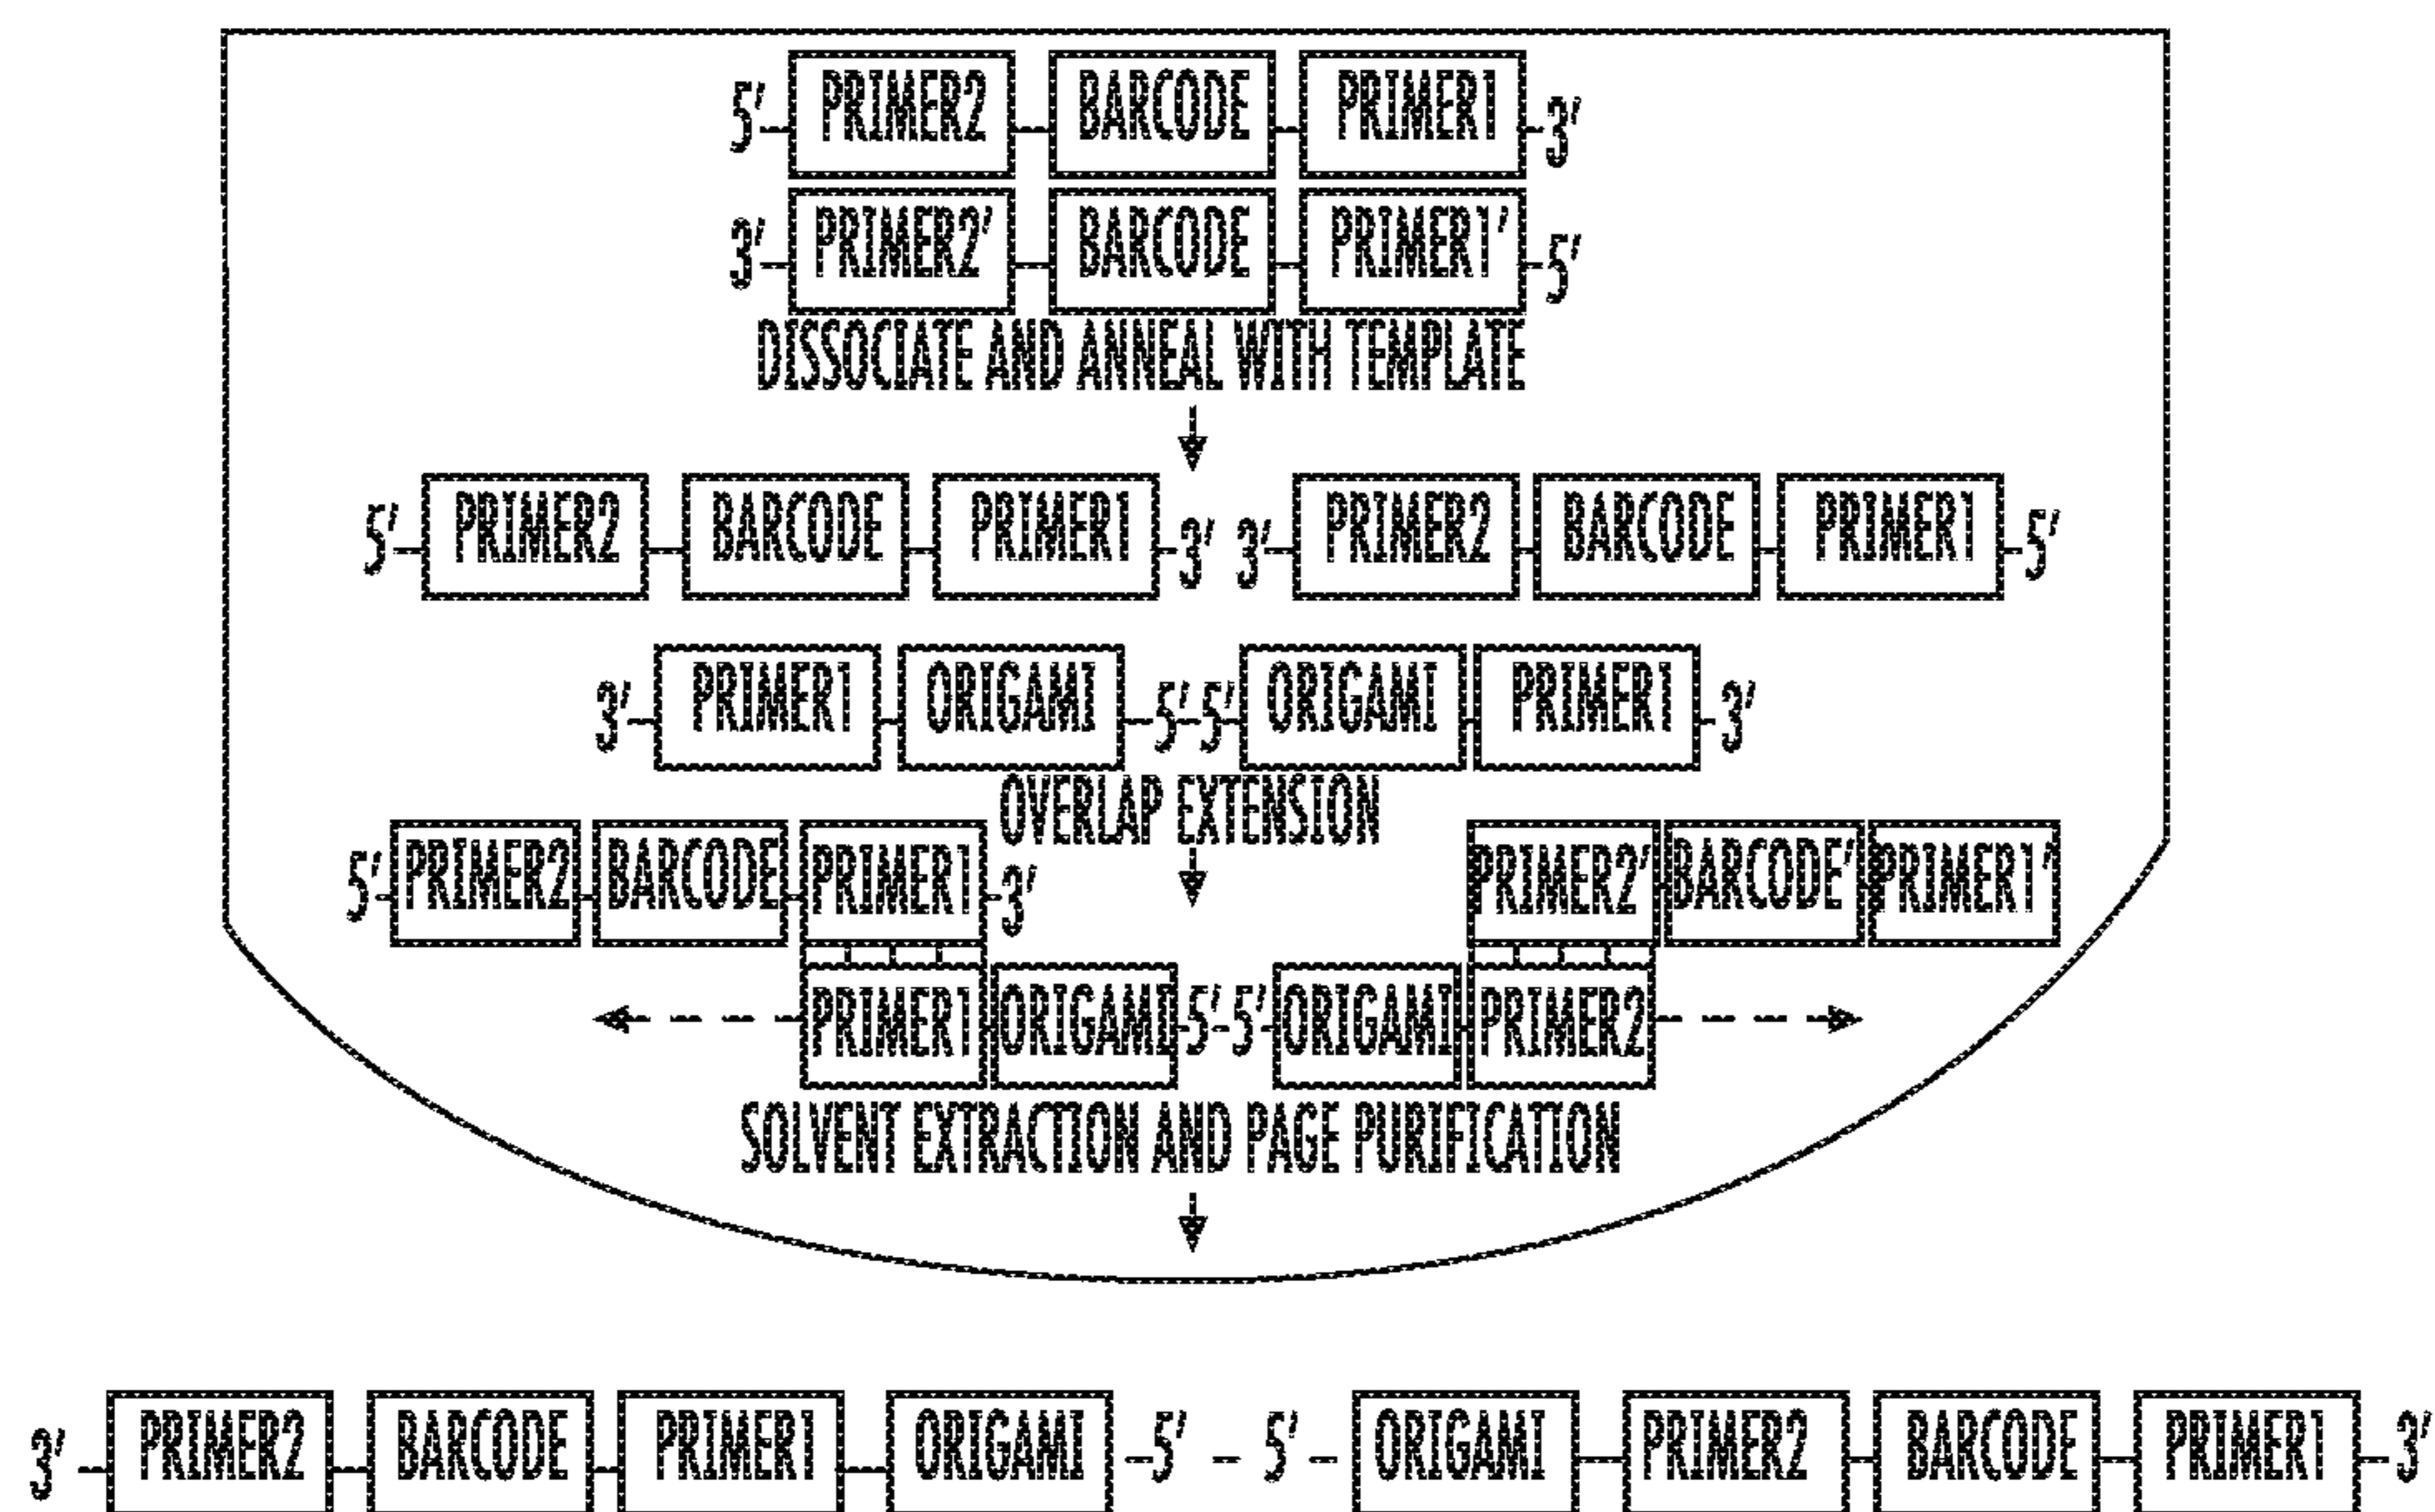 5' PRIMER2 BARCODE PRIMER1 3'
3' PRIMER2' BARCODE PRIMER1' 5'
DISSOCIATE AND ANNEAL WITH TEMPLATE
5' PRIMER2 BARCODE PRIMER1 3' 3' PRIMER2 BARCODE PRIMER1 5'
3' PRIMER1 ORIGAMI 5' 5' ORIGAMI PRIMER1 3'
OVERLAP EXTENSION
5' PRIMER2 BARCODE PRIMER1 3' PRIMER2' BARCODE' PRIMER1'
PRIMER1 ORIGAMI 5' 5' ORIGAMI PRIMER2
SOLVENT EXTRACTION AND PAGE PURIFICATION
3' PRIMER2 BARCODE PRIMER1 ORIGAMI 5' 5' ORIGAMI PRIMER2 BARCODE PRIMER1 3'